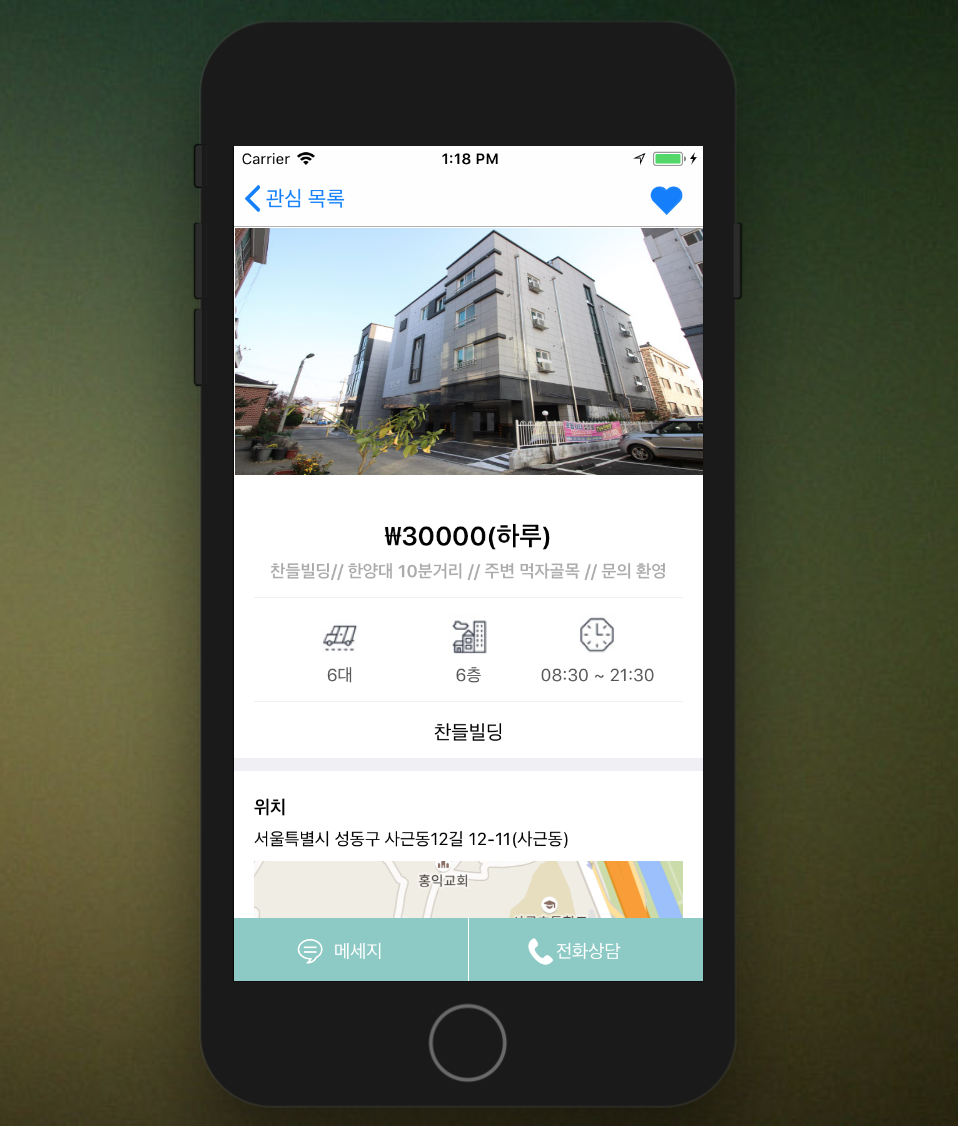 Carrier 1:18 PM
관심 목록
₩30000(하루)
찬들빌딩// 한양대 10분거리 // 주변 먹자골목 // 문의 환영
6대 6층 08:30 ~ 21:30
찬들빌딩
위치
서울특별시 성동구 사근동12길 12-11(사근동)
홍익교회
메세지 전화상담